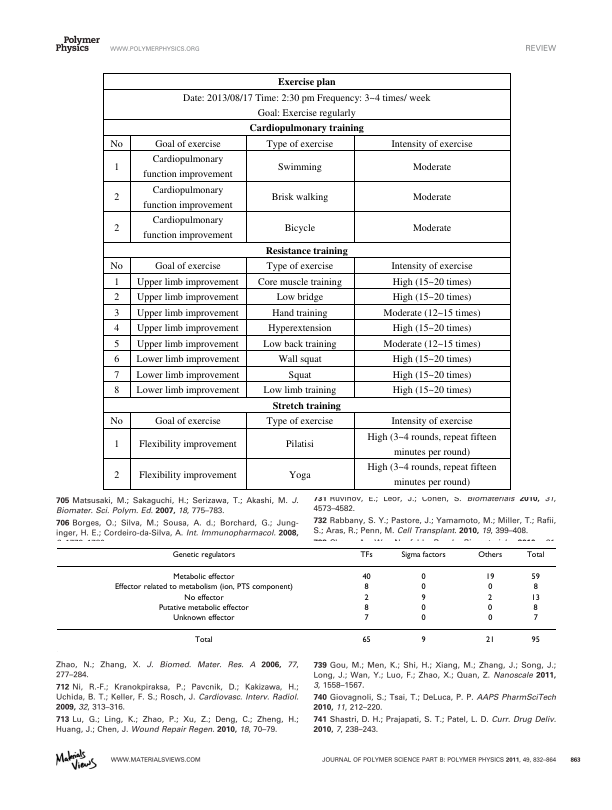 Polymer
Physics
WWW.POLYMERPHYSICS.ORG
REVIEW
Exercise plan
Date: 2013/08/17 Time: 2:30 pm Frequency: 3~4 times/ week
Goal: Exercise regularly
Cardiopulmonary training
No Goal of exercise Type of exercise Intensity of exercise
1 Cardiopulmonary function improvement Swimming Moderate
2 Cardiopulmonary function improvement Brisk walking Moderate
2 Cardiopulmonary function improvement Bicycle Moderate
Resistance training
No Goal of exercise Type of exercise Intensity of exercise
1 Upper limb improvement Core muscle training High (15~20 times)
2 Upper limb improvement Low bridge High (15~20 times)
3 Upper limb improvement Hand training Moderate (12~15 times)
4 Upper limb improvement Hyperextension High (15~20 times)
5 Upper limb improvement Low back training Moderate (12~15 times)
6 Lower limb improvement Wall squat High (15~20 times)
7 Lower limb improvement Squat High (15~20 times)
8 Lower limb improvement Low limb training High (15~20 times)
Stretch training
No Goal of exercise Type of exercise Intensity of exercise
1 Flexibility improvement Pilatisi High (3~4 rounds, repeat fifteen minutes per round)
2 Flexibility improvement Yoga High (3~4 rounds, repeat fifteen minutes per round)
705 Matsusaki, M.; Sakaguchi, H.; Serizawa, T.; Akashi, M. J.
Biomater. Sci. Polym. Ed. 2007, 18, 775–783.
706 Borges, O.; Silva, M.; Sousa, A. d.; Borchard, G.; Jung-
inger, H. E.; Cordeiro-da-Silva, A. Int. Immunopharmacol. 2008,
731 Ruvinov, E.; Leor, J.; Cohen, S. Biomaterials 2010, 31,
4573–4582.
732 Rabbany, S. Y.; Pastore, J.; Yamamoto, M.; Miller, T.; Rafii,
S.; Aras, R.; Penn, M. Cell Transplant. 2010, 19, 399–408.
Genetic regulators TFs Sigma factors Others Total
Metabolic effector 40 0 19 59
Effector related to metabolism (ion, PTS component) 8 0 0 8
No effector 2 9 2 13
Putative metabolic effector 8 0 0 8
Unknown effector 7 0 0 7
Total 65 9 21 95
Zhao, N.; Zhang, X. J. Biomed. Mater. Res. A 2006, 77,
277–284.
712 Ni, R.-F.; Kranokpiraksa, P.; Pavcnik, D.; Kakizawa, H.;
Uchida, B. T.; Keller, F. S.; Rosch, J. Cardiovasc. Interv. Radiol.
2009, 32, 313–316.
713 Lu, G.; Ling, K.; Zhao, P.; Xu, Z.; Deng, C.; Zheng, H.;
Huang, J.; Chen, J. Wound Repair Regen. 2010, 18, 70–79.
739 Gou, M.; Men, K.; Shi, H.; Xiang, M.; Zhang, J.; Song, J.;
Long, J.; Wan, Y.; Luo, F.; Zhao, X.; Quan, Z. Nanoscale 2011,
3, 1558–1567.
740 Giovagnoli, S.; Tsai, T.; DeLuca, P. P. AAPS PharmSciTech
2010, 11, 212–220.
741 Shastri, D. H.; Prajapati, S. T.; Patel, L. D. Curr. Drug Deliv.
2010, 7, 238–243.
Materials
Views
WWW.MATERIALSVIEWS.COM
JOURNAL OF POLYMER SCIENCE PART B: POLYMER PHYSICS 2011, 49, 832–864 863